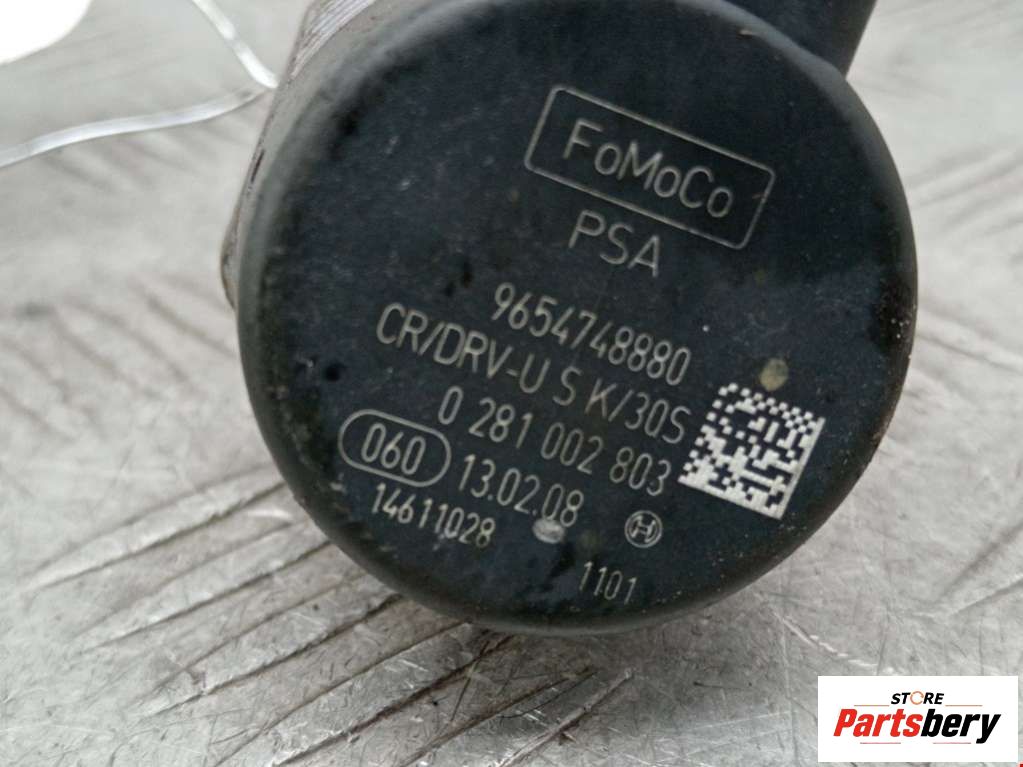 FoMoCo
PSA
9654748880
CR/DRV-U S K/30S
0 281 002 803
060 13.02.08
14611028
1101
STORE
Partsbery